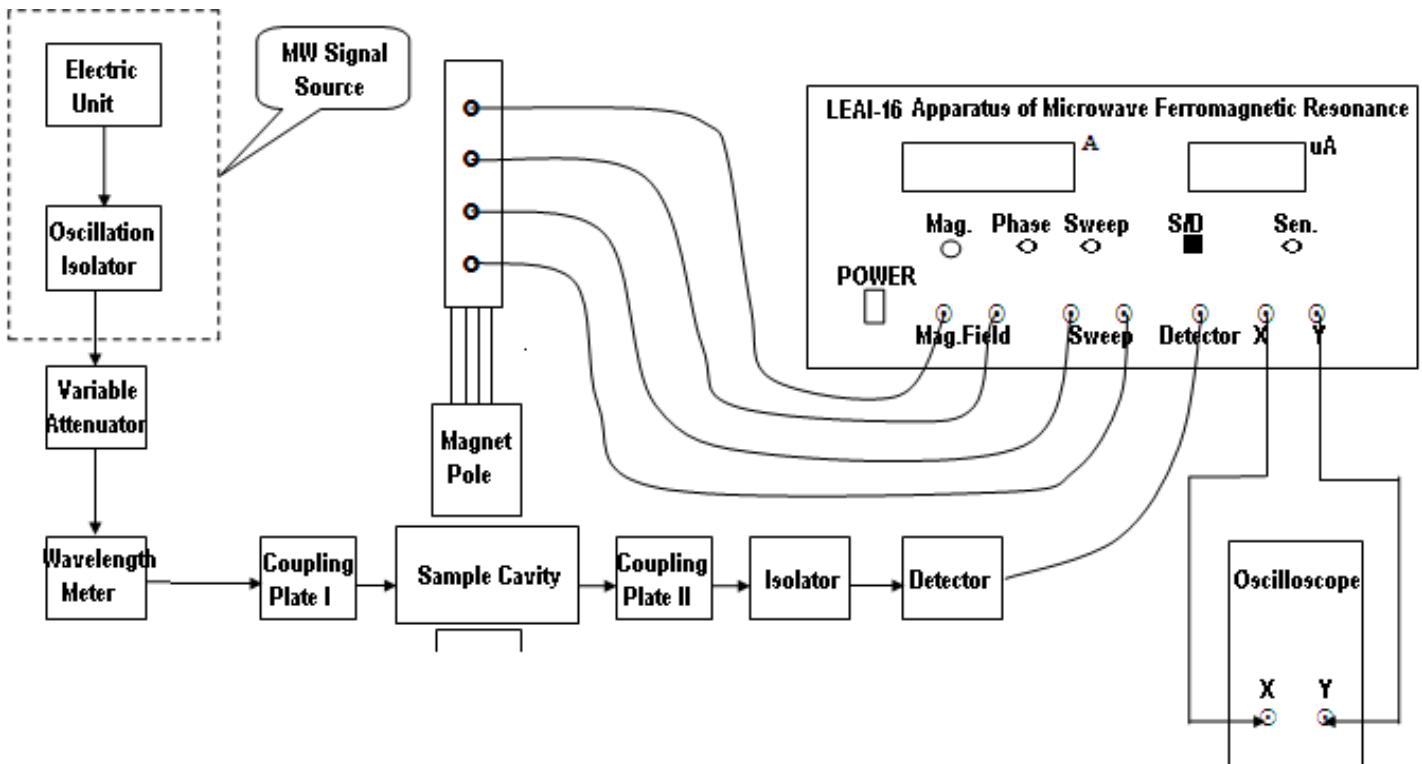 Electric
Unit
MW Signal
Source
Oscillation
Isolator
Variable
Attenuator
Wavelength
Meter
Coupling
Plate I
Magnet
Pole
Sample Cavity
Coupling
Plate II
Isolator
Detector
LEAI-16 Apparatus of Microwave Ferromagnetic Resonance
A
uA
Mag. Phase Sweep S/D Sen.
POWER
Mag.Field Sweep Detector X Y
Oscilloscope
X Y